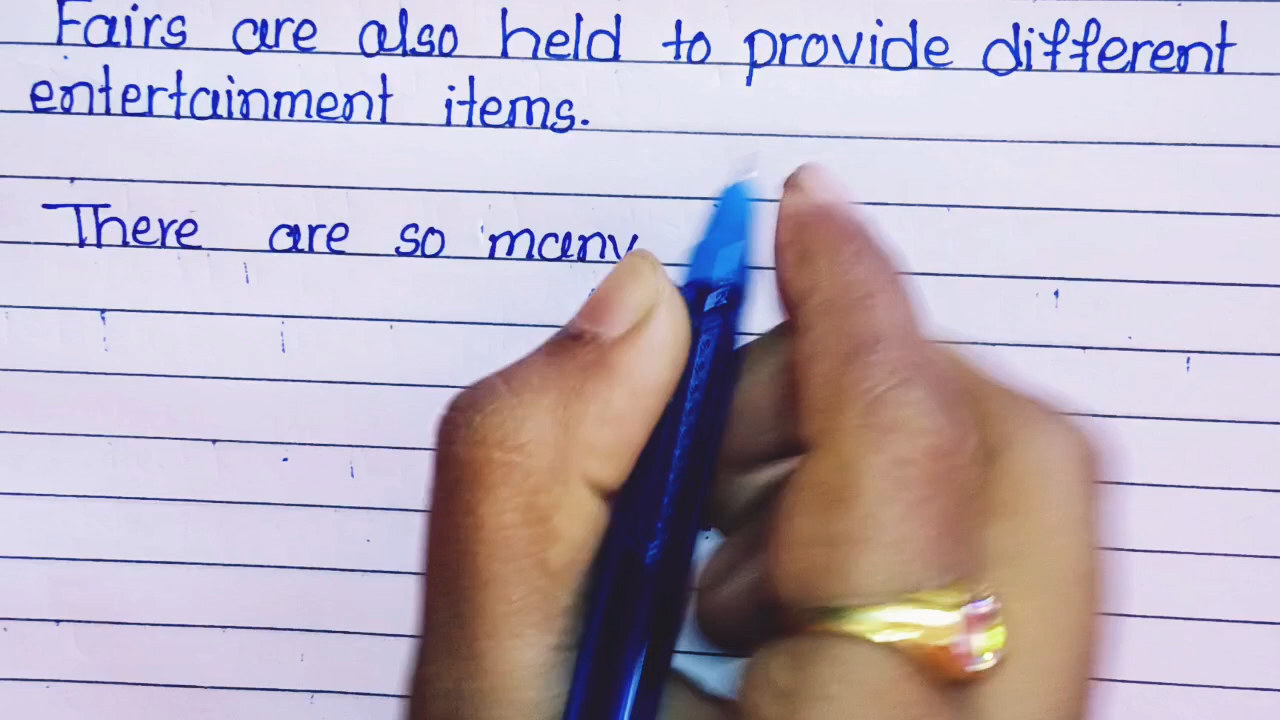 Fairs are also held to provide different
entertainment items.
There are so many